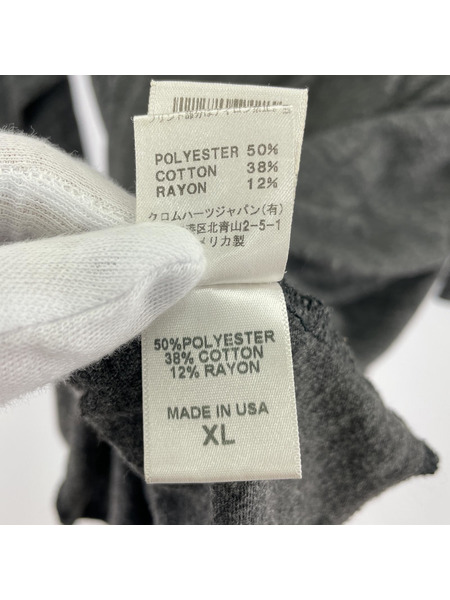 POLYESTER 50%
COTTON 38%
RAYON 12%
クロムハーツジャパン(有)
港区北青山2-5-1
メリカ製
50%POLYESTER
38% COTTON
12% RAYON
MADE IN USA
XL